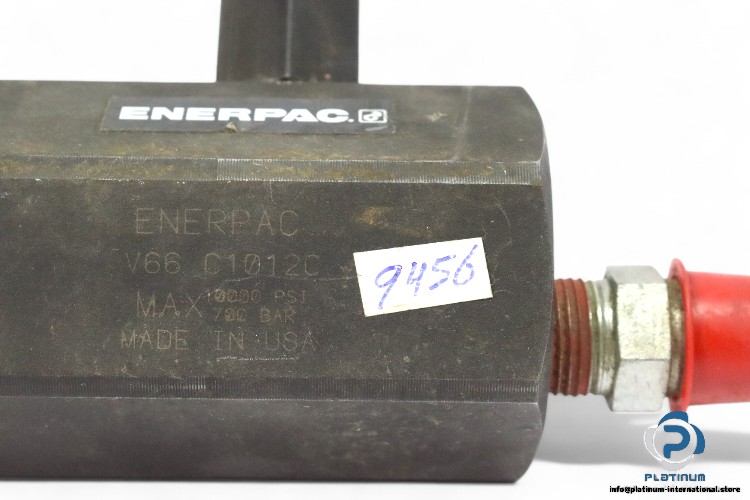 ENERPAC.
ENERPAC
V66 C1012C
MAX 10000 PSI
700 BAR
MADE IN USA
9456
PLATINUM
info@platinum-international.store